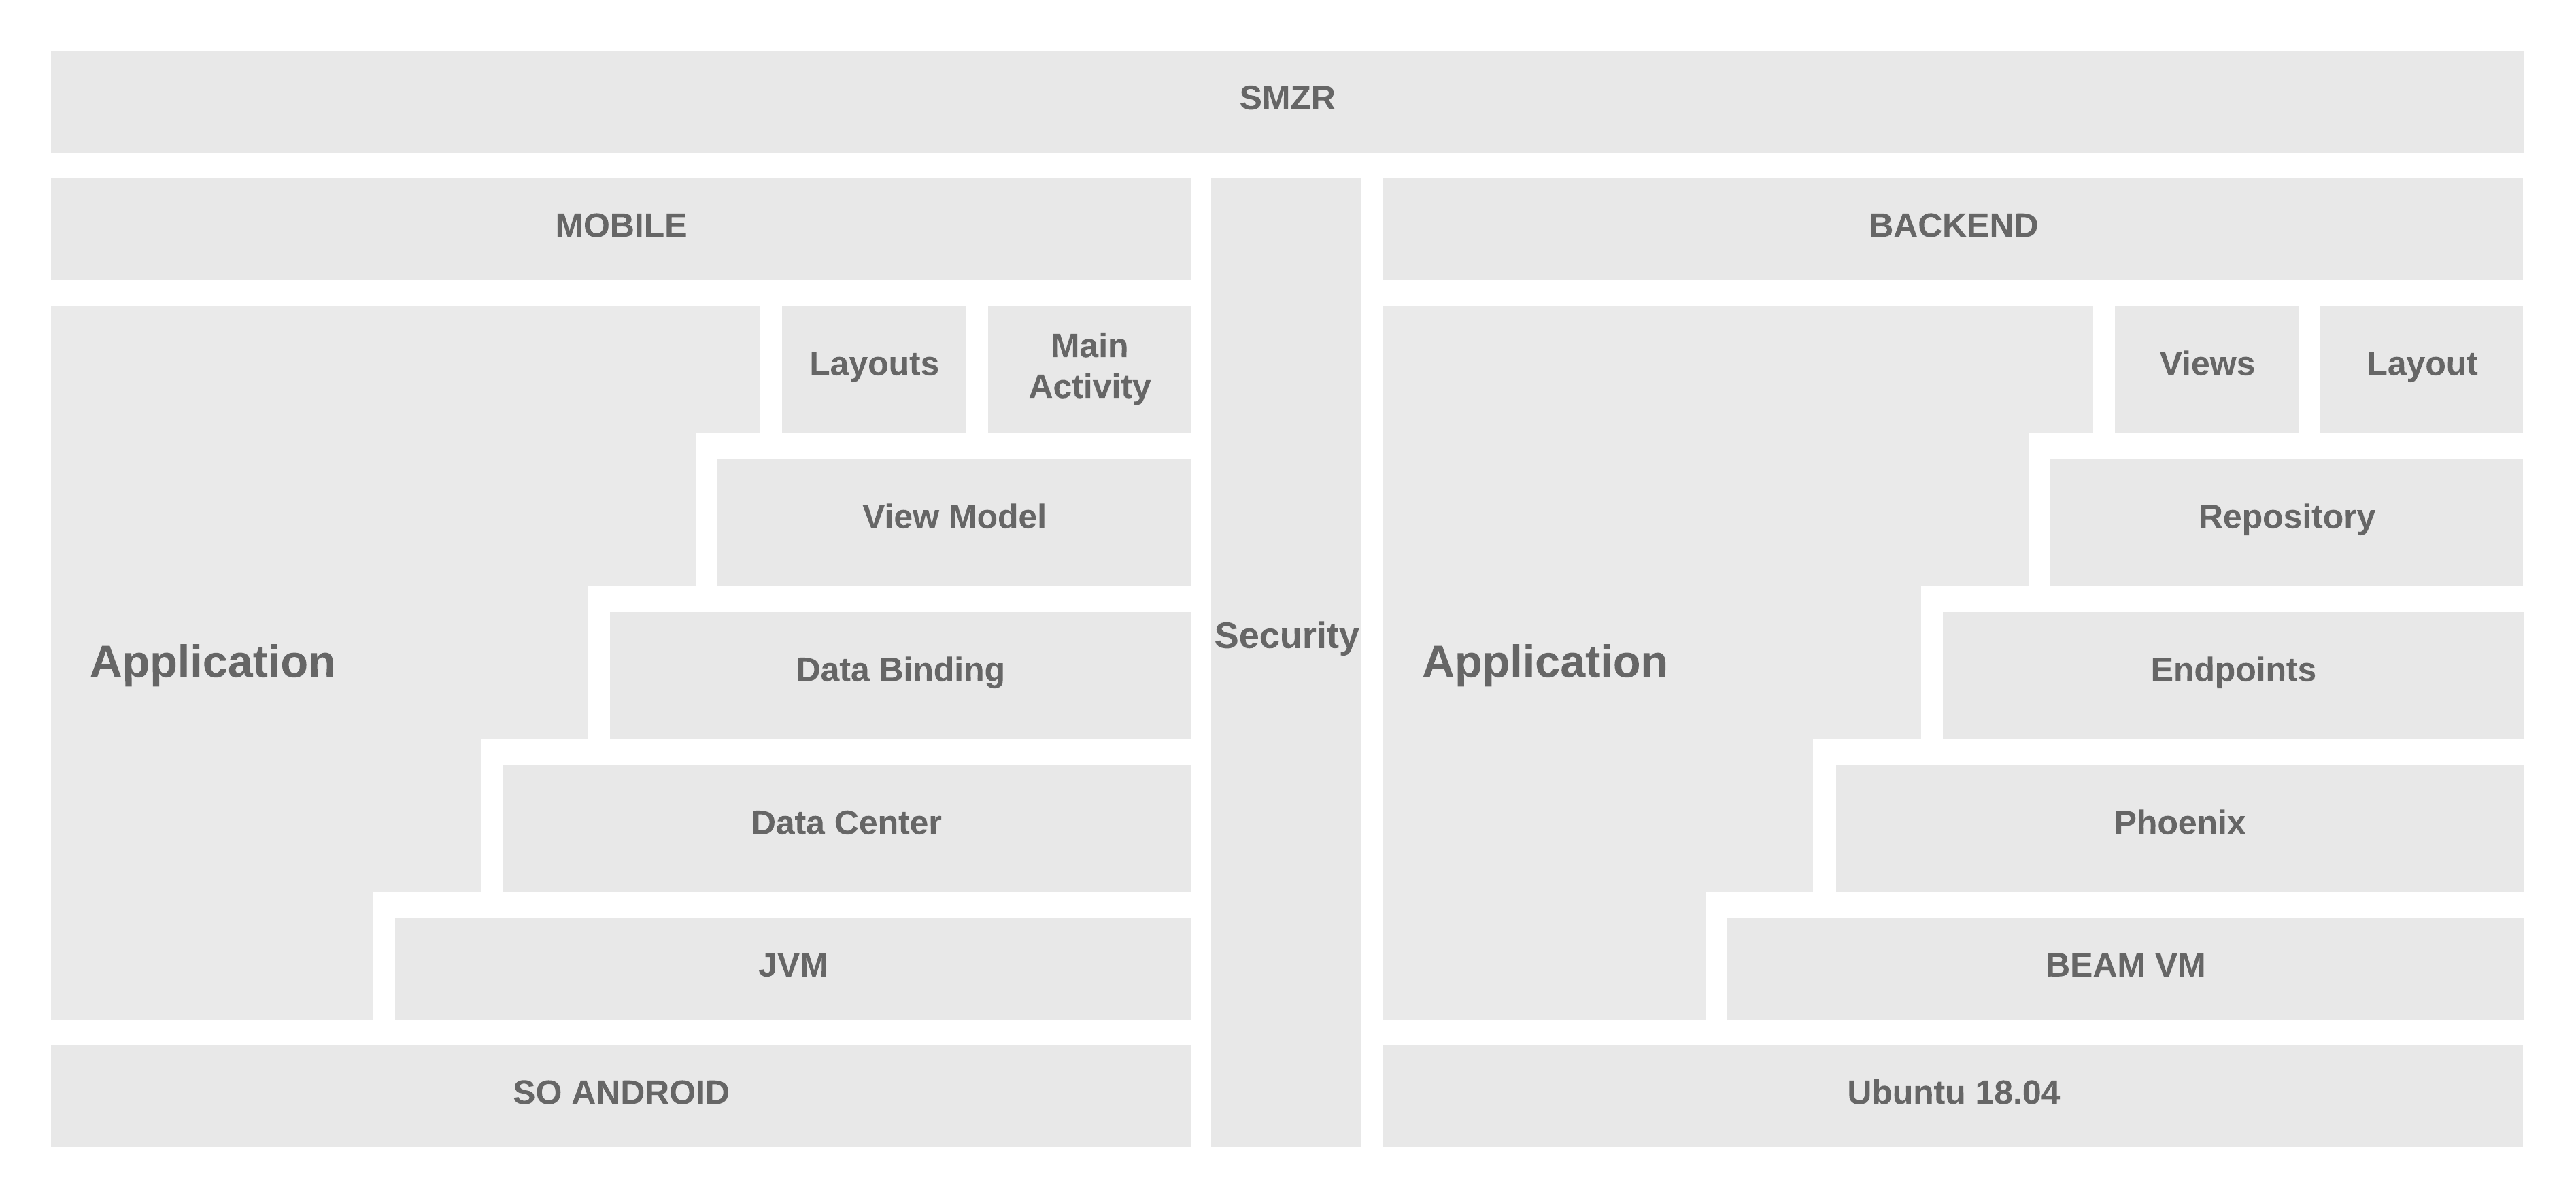 SMZR
MOBILE
BACKEND
Layouts
Main
Activity
Views
Layout
View Model
Repository
Security
Application
Data Binding
Application
Endpoints
Data Center
Phoenix
JVM
BEAM VM
SO ANDROID
Ubuntu 18.04